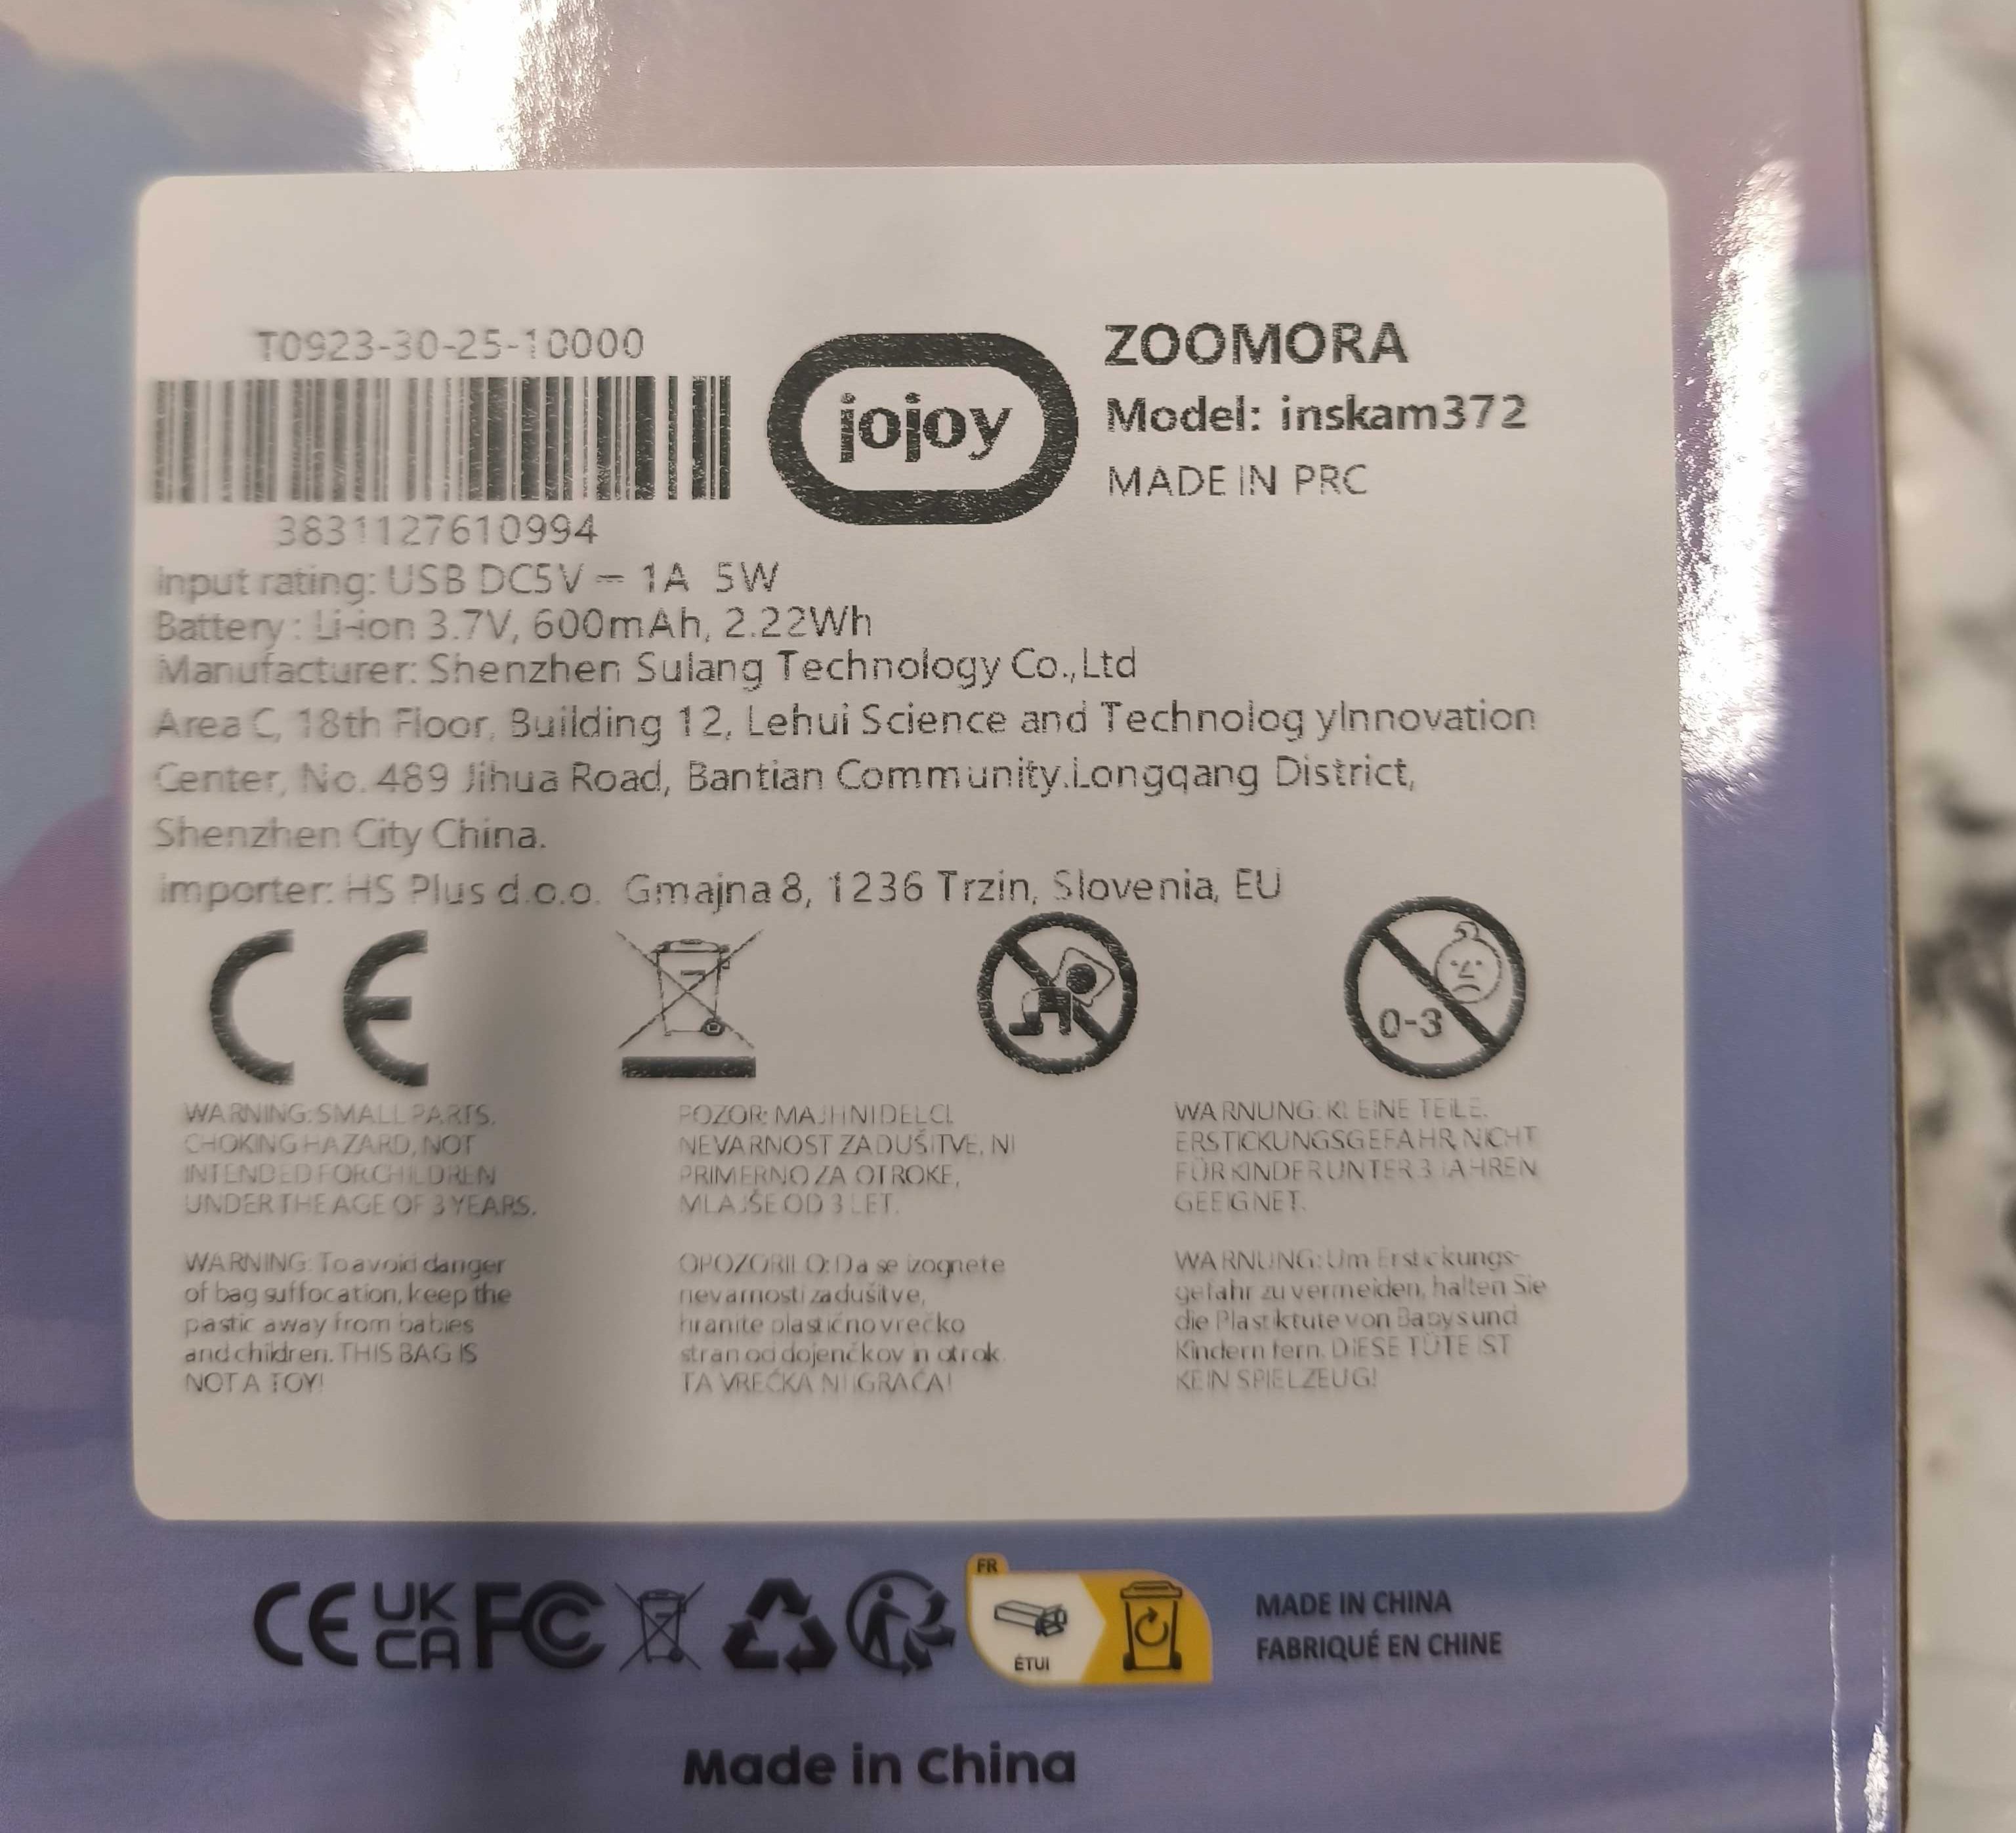 T0923-30-25-10000
3831127610994
jojoy
ZOOMORA
Model: inskam372
MADE IN PRC
Input rating: USB DC5V ⎓ 1A 5W
Battery : Li-ion 3.7V, 600mAh, 2.22Wh
Manufacturer: Shenzhen Sulang Technology Co.,Ltd
Area C, 18th Floor, Building 12, Lehui Science and Technolog yInnovation
Center, No. 489 Jihua Road, Bantian Community.Longqang District,
Shenzhen City China.
importer: HS Plus d.o.o. Gmajna 8, 1236 Trzin, Slovenia, EU
CE
0-3
WARNING: SMALL PARTS.
CHOKING HAZARD, NOT
INTENDED FOR CHILDREN
UNDER THE AGE OF 3 YEARS.
POZOR: MAJHNI DELCI.
NEVARNOST ZADUŠITVE, NI
PRIMERNO ZA OTROKE,
MLAJŠE OD 3 LET.
WARNUNG: KLEINE TEILE.
ERSTICKUNGSGEFAHR, NICHT
FÜR KINDER UNTER 3 JAHREN
GEEIGNET.
WARNING: To avoid danger
of bag suffocation, keep the
plastic away from babies
and children. THIS BAG IS
NOT A TOY!
OPOZORILO: Da se izognete
nevarnosti zadušitve,
hranite plastično vrečko
stran od dojenčkov in otrok.
TA VREČKA NI IGRAČA!
WARNUNG: Um Erstickungs-
gefahr zu vermeiden, halten Sie
die Plastiktute von Babys und
Kindern fern. DIESE TÜTE IST
KEIN SPIELZEUG!
CE UK CA FC
FR
ÉTUI
MADE IN CHINA
FABRIQUÉ EN CHINE
Made in China